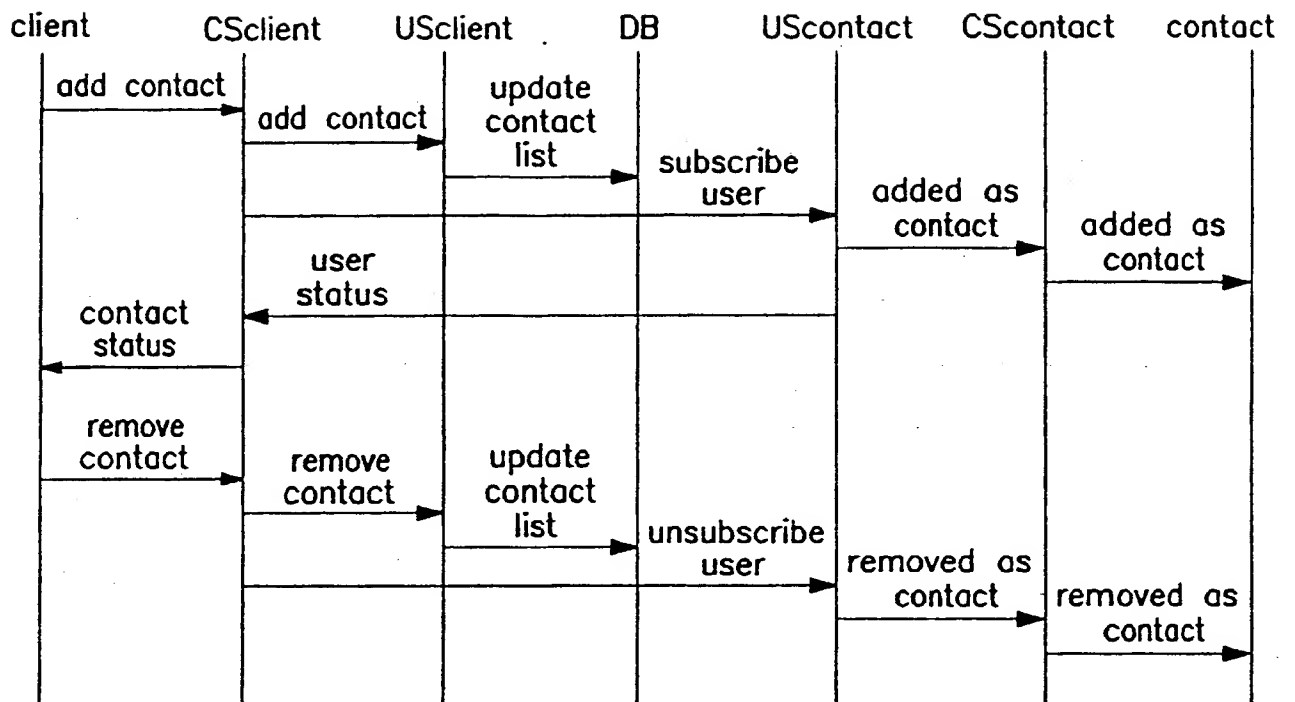 client CSclient USclient DB UScontact CScontact contact
add contact
add contact
update
contact
list
subscribe
user
added as
contact
added as
contact
user
status
contact
status
remove
contact
remove
contact
update
contact
list
unsubscribe
user
removed as
contact
removed as
contact